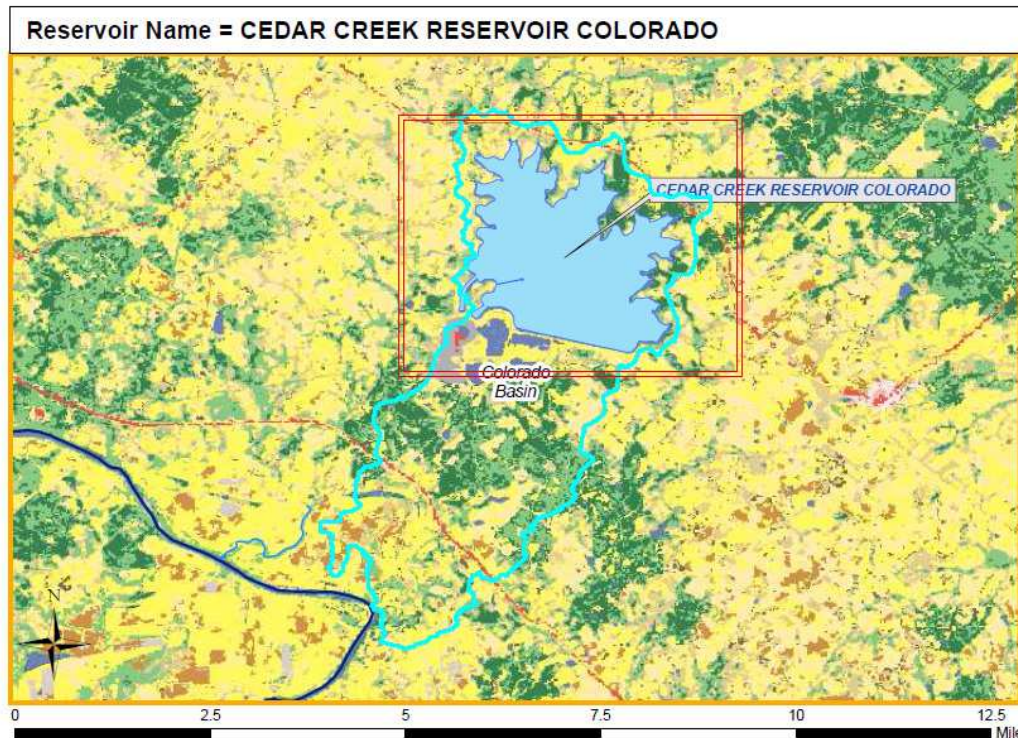 Reservoir Name = CEDAR CREEK RESERVOIR COLORADO
CEDAR CREEK RESERVOIR COLORADO
Colorado
Basin
N
0 2.5 5 7.5 10 12.5
Mile